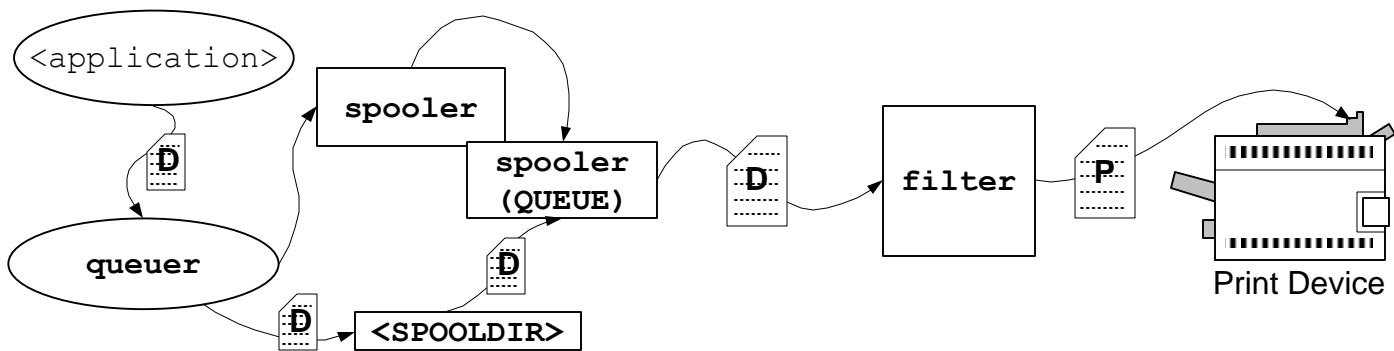 <application>
D
queuer
D
<SPOOLDIR>
D
spooler
spooler
(QUEUE)
D
filter
P
Print Device